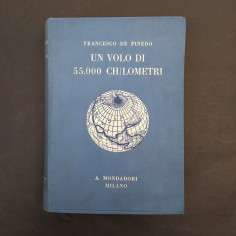 FRANCESCO DE PINEDO
UN VOLO DI
55.000 CHILOMETRI
A. MONDADORI
MILANO